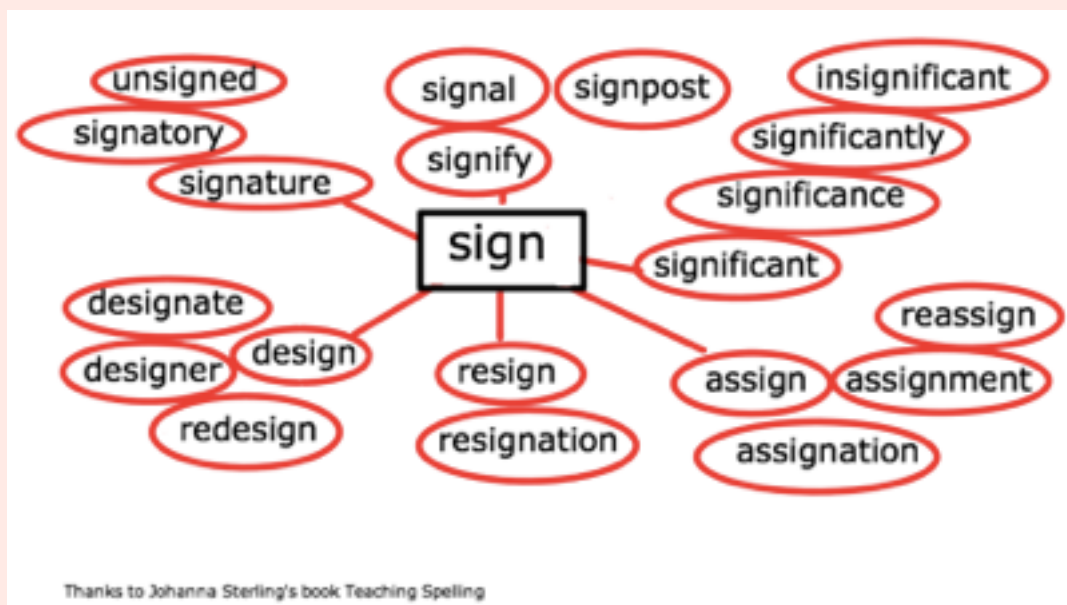 unsigned
signatory
signature
signal
signpost
signify
insignificant
significantly
significance
significant
sign
designate
designer
design
redesign
resign
resignation
reassign
assign
assignment
assignation
Thanks to Johanna Sterling's book Teaching Spelling